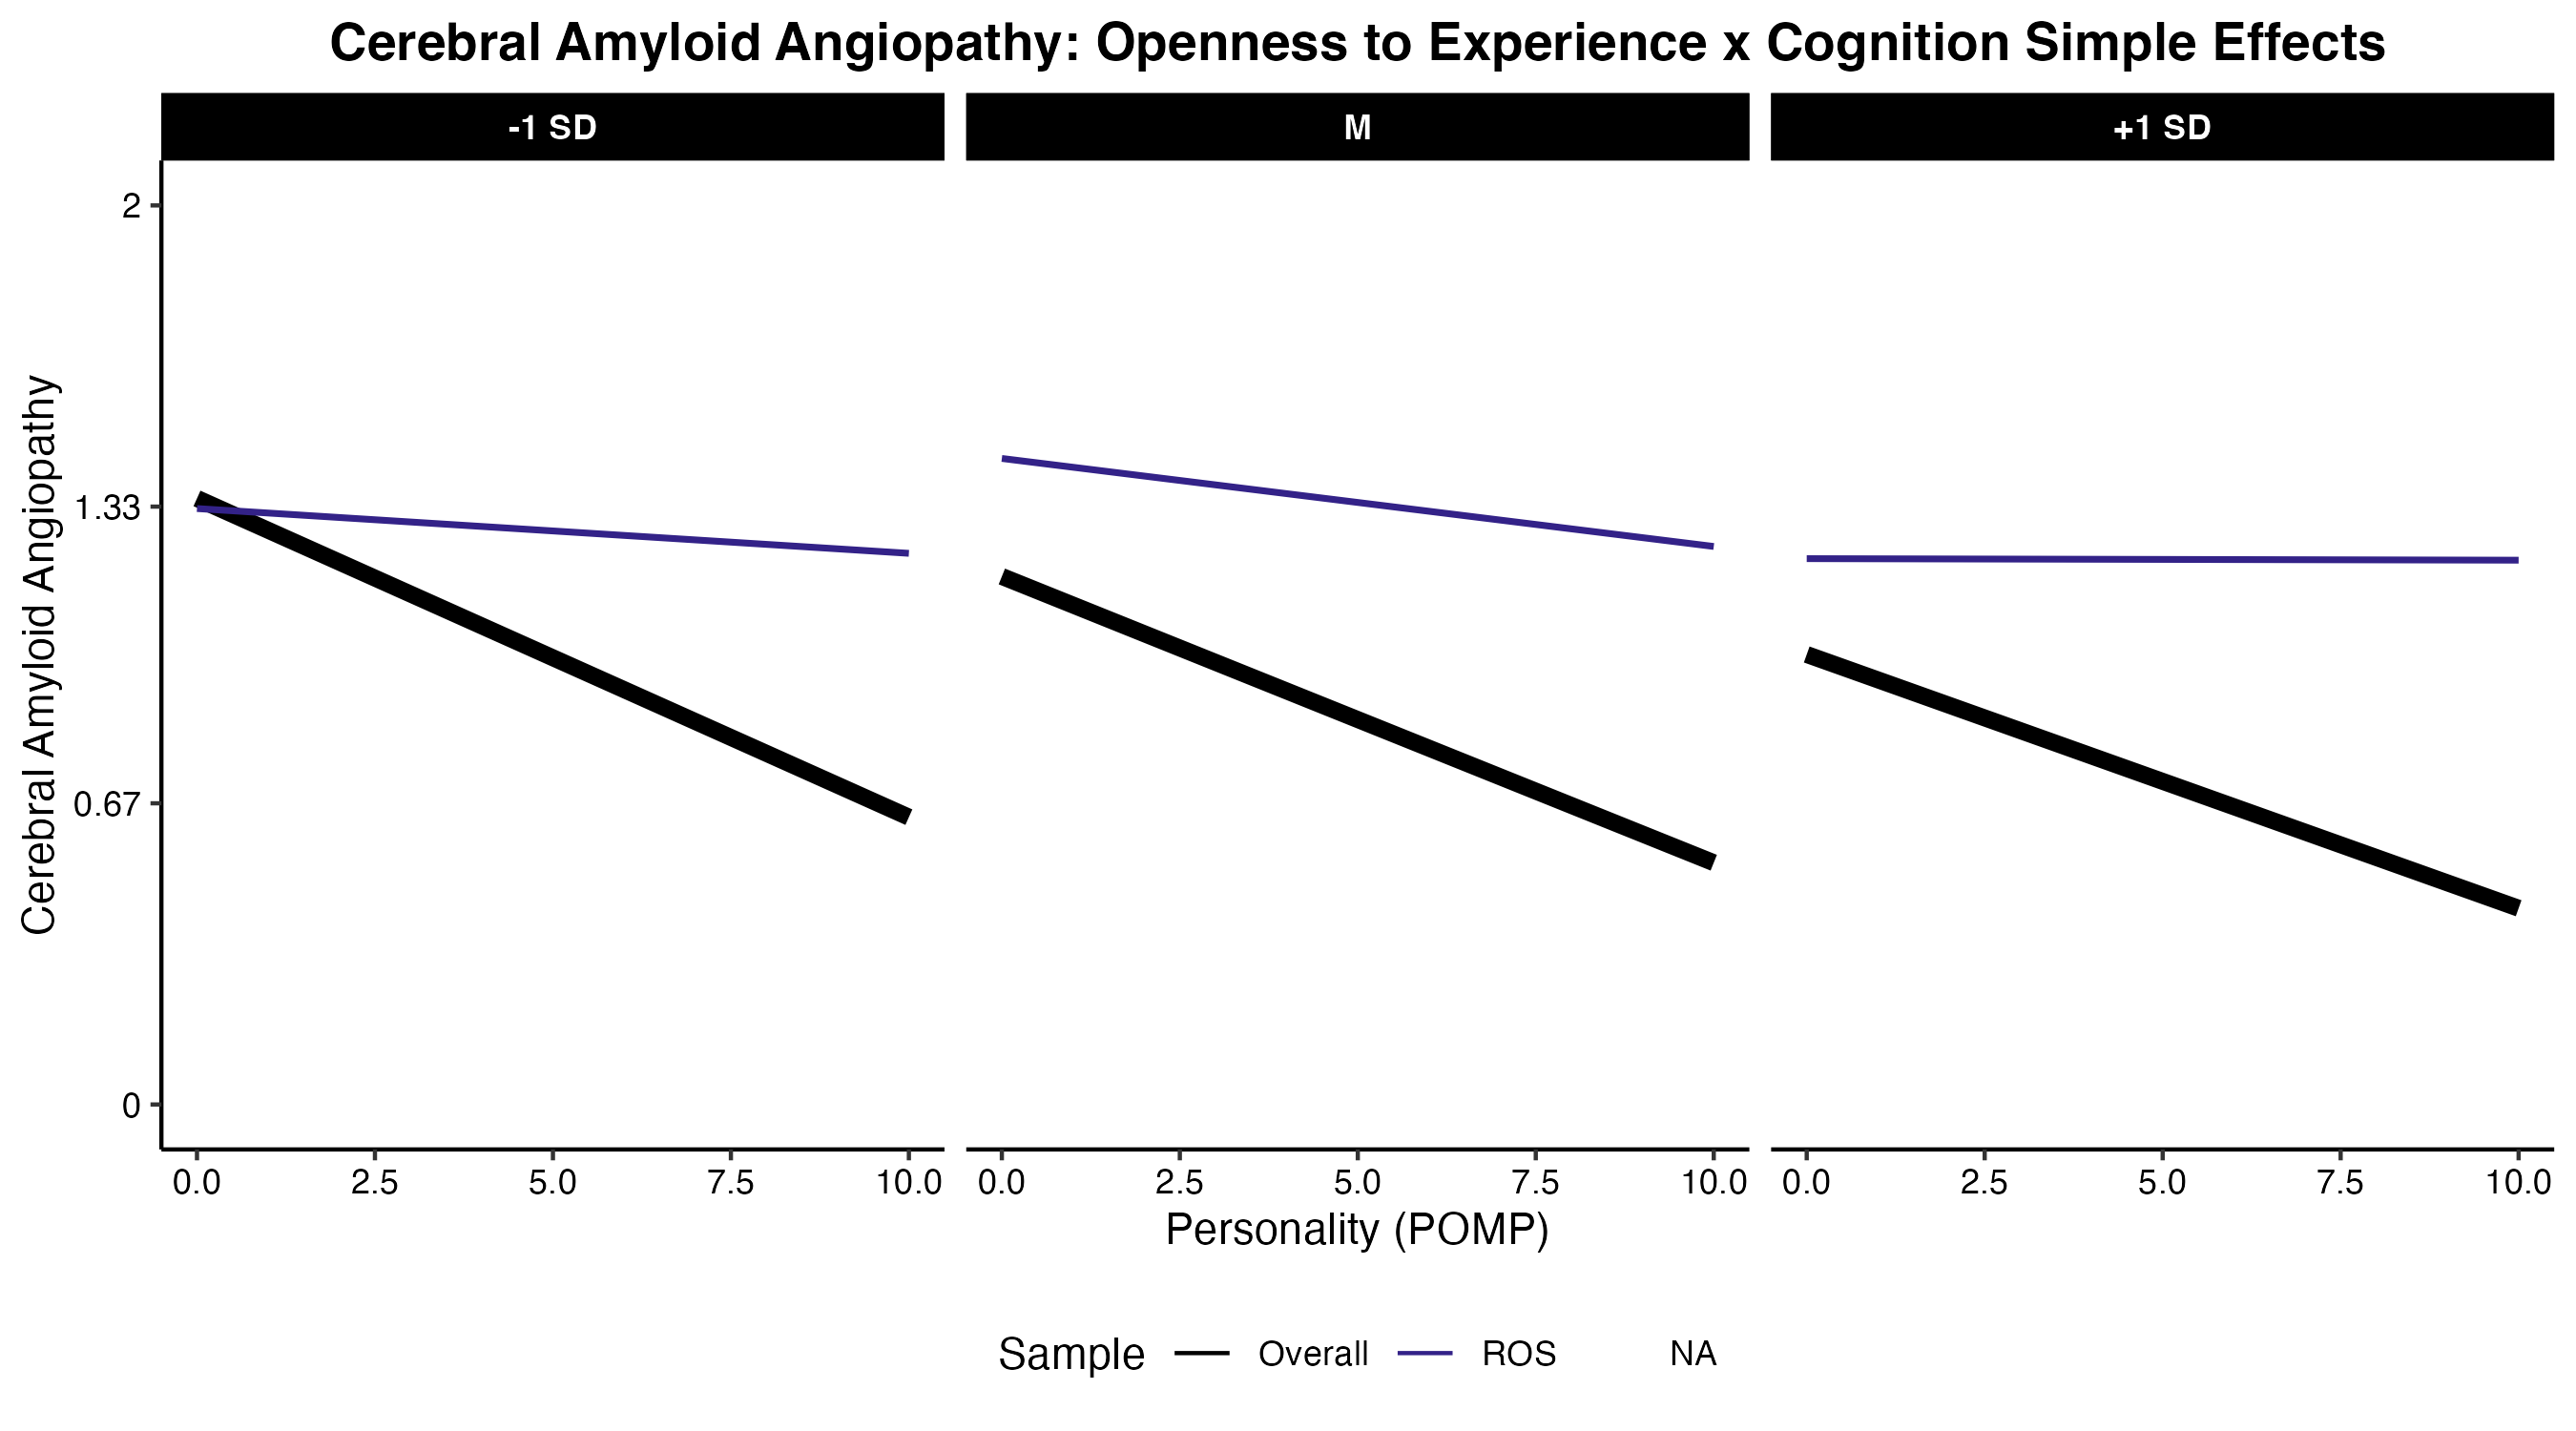 Cerebral Amyloid Angiopathy: Openness to Experience x Cognition Simple Effects
-1 SD
M
+1 SD
Cerebral Amyloid Angiopathy
2
1.33
0.67
0
0.0 2.5 5.0 7.5 10.0
0.0 2.5 5.0 7.5 10.0
0.0 2.5 5.0 7.5 10.0
Personality (POMP)
Sample Overall ROS NA